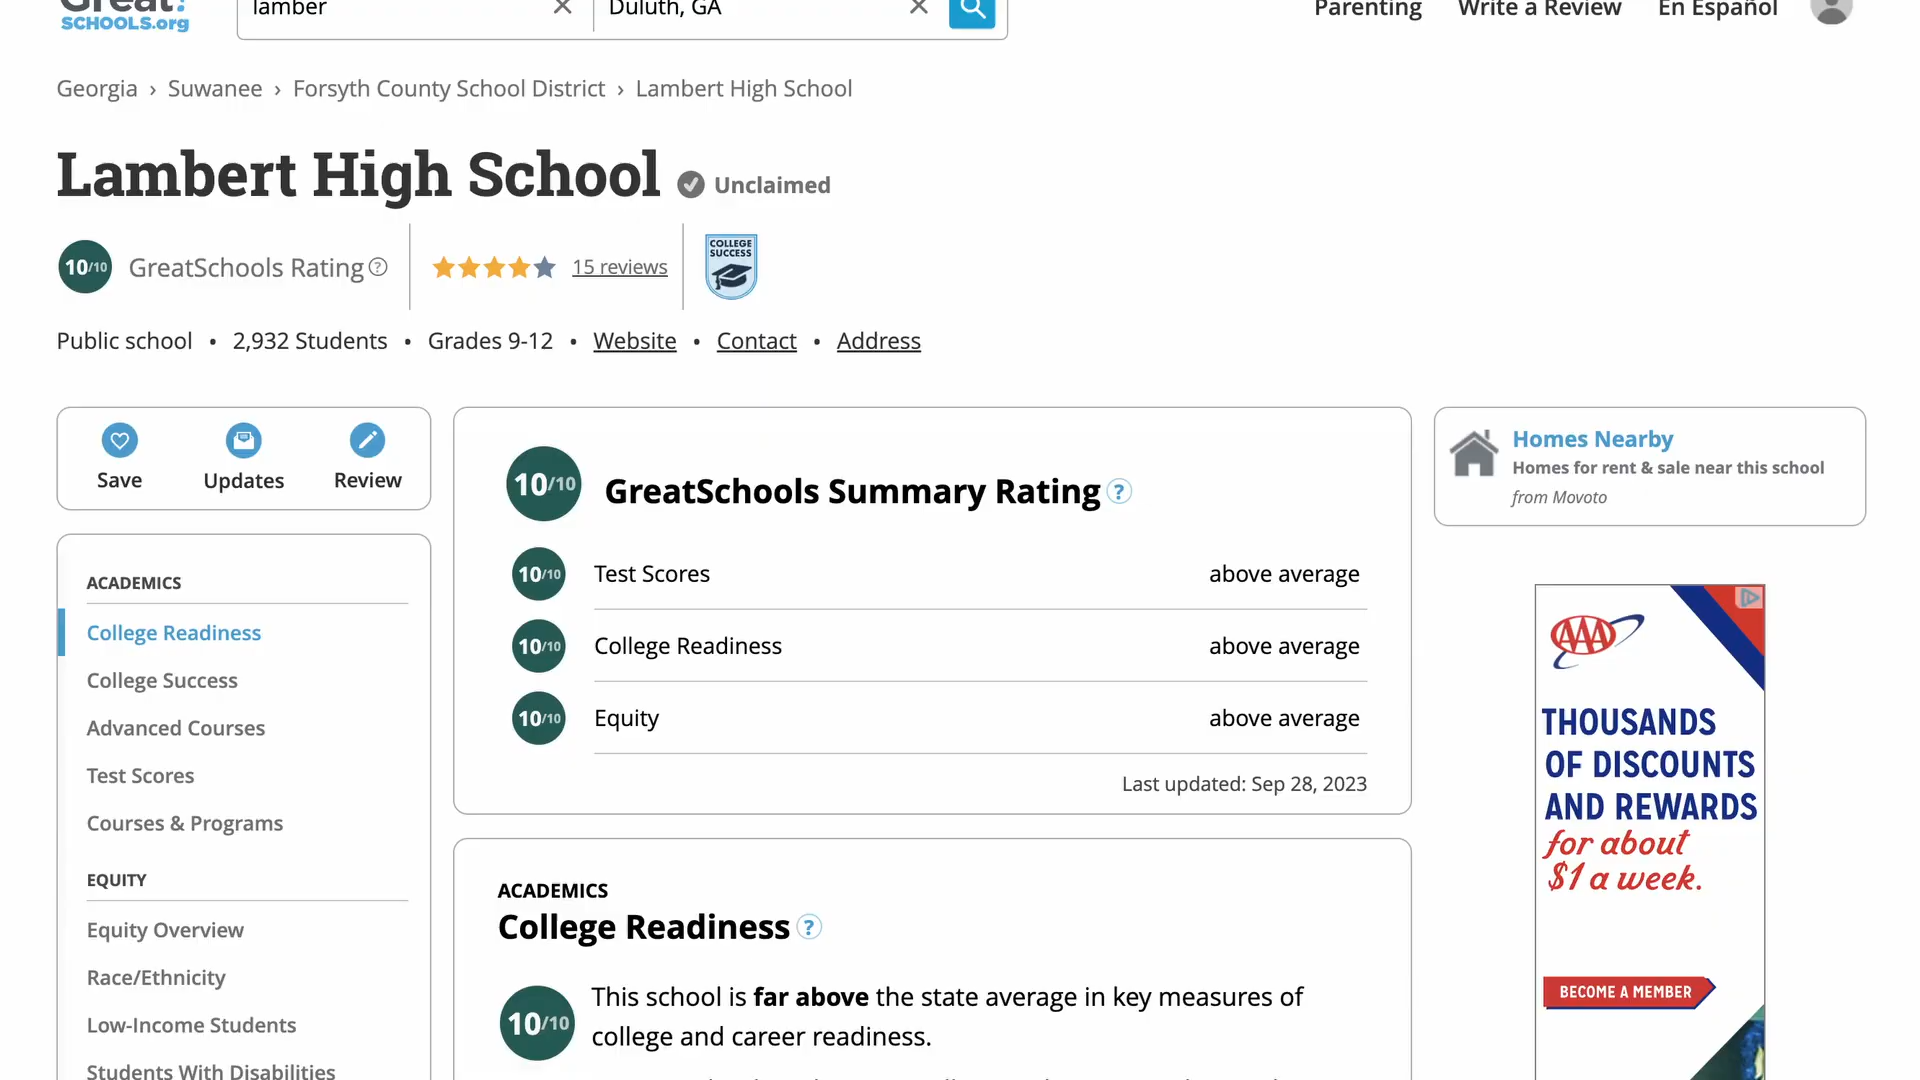 Great!
SCHOOLS.org
lamber
Duluth, GA
Parenting
Write a Review
En Español
Georgia › Suwanee › Forsyth County School District › Lambert High School
Lambert High School
Unclaimed
10/10 GreatSchools Rating ?
15 reviews
COLLEGE
SUCCESS
Public school • 2,932 Students • Grades 9-12 • Website • Contact • Address
Save
Updates
Review
ACADEMICS
College Readiness
College Success
Advanced Courses
Test Scores
Courses & Programs
EQUITY
Equity Overview
Race/Ethnicity
Low-Income Students
Students With Disabilities
10/10 GreatSchools Summary Rating ?
10/10 Test Scores above average
10/10 College Readiness above average
10/10 Equity above average
Last updated: Sep 28, 2023
ACADEMICS
College Readiness ?
10/10
This school is far above the state average in key measures of
college and career readiness.
Homes Nearby
Homes for rent & sale near this school
from Movoto
AAA
THOUSANDS
OF DISCOUNTS
AND REWARDS
for about
$1 a week.
BECOME A MEMBER